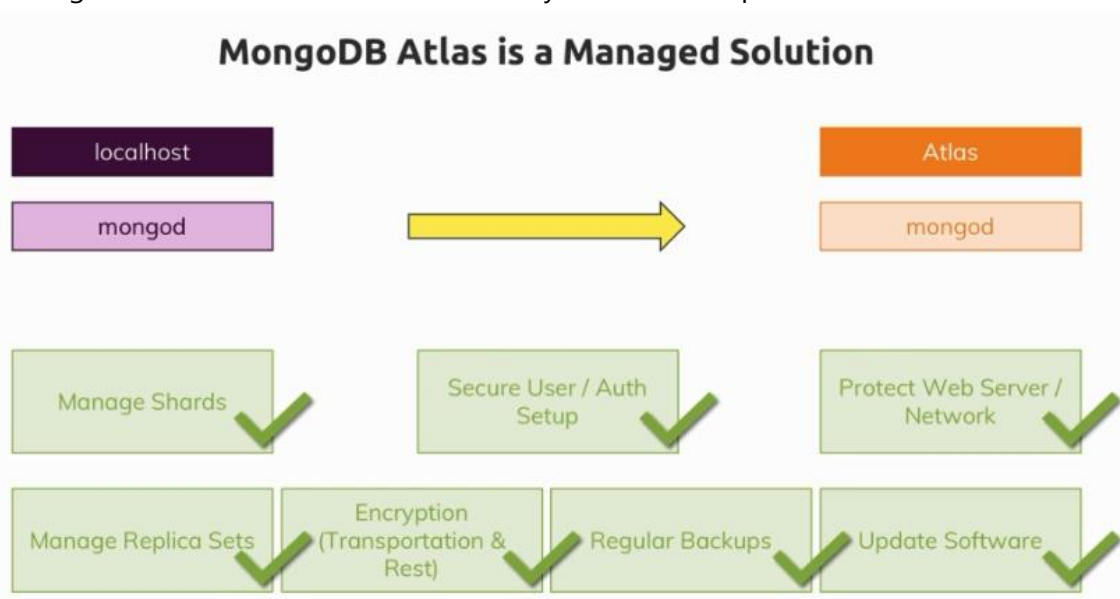 MongoDB Atlas is a Managed Solution
localhost
Atlas
mongod
mongod
Manage Shards
Secure User / Auth
Setup
Protect Web Server /
Network
Manage Replica Sets
Encryption
(Transportation &
Rest)
Regular Backups
Update Software